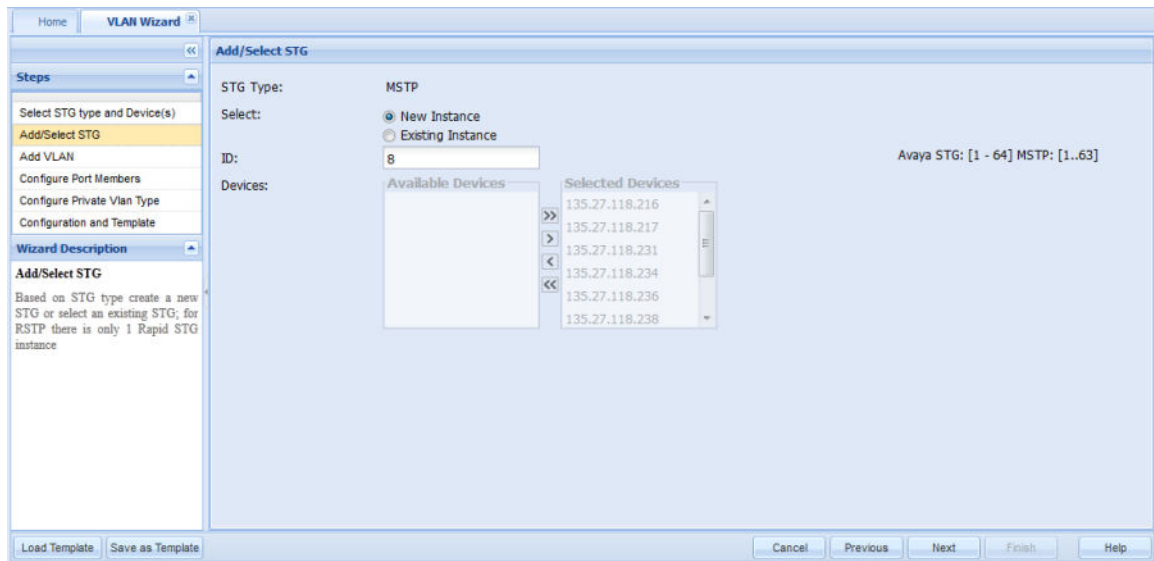 Home
VLAN Wizard
Steps
Select STG type and Device(s)
Add/Select STG
Add VLAN
Configure Port Members
Configure Private Vlan Type
Configuration and Template
Wizard Description
Add/Select STG
Based on STG type create a new
STG or select an existing STG; for
RSTP there is only 1 Rapid STG
instance
Add/Select STG
STG Type: MSTP
Select: New Instance
Existing Instance
ID: 8 Avaya STG: [1 - 64] MSTP: [1..63]
Devices: Available Devices Selected Devices
135.27.118.216
135.27.118.217
135.27.118.231
135.27.118.234
135.27.118.236
135.27.118.238
>>
>
<
<<
Load Template Save as Template Cancel Previous Next Finish Help